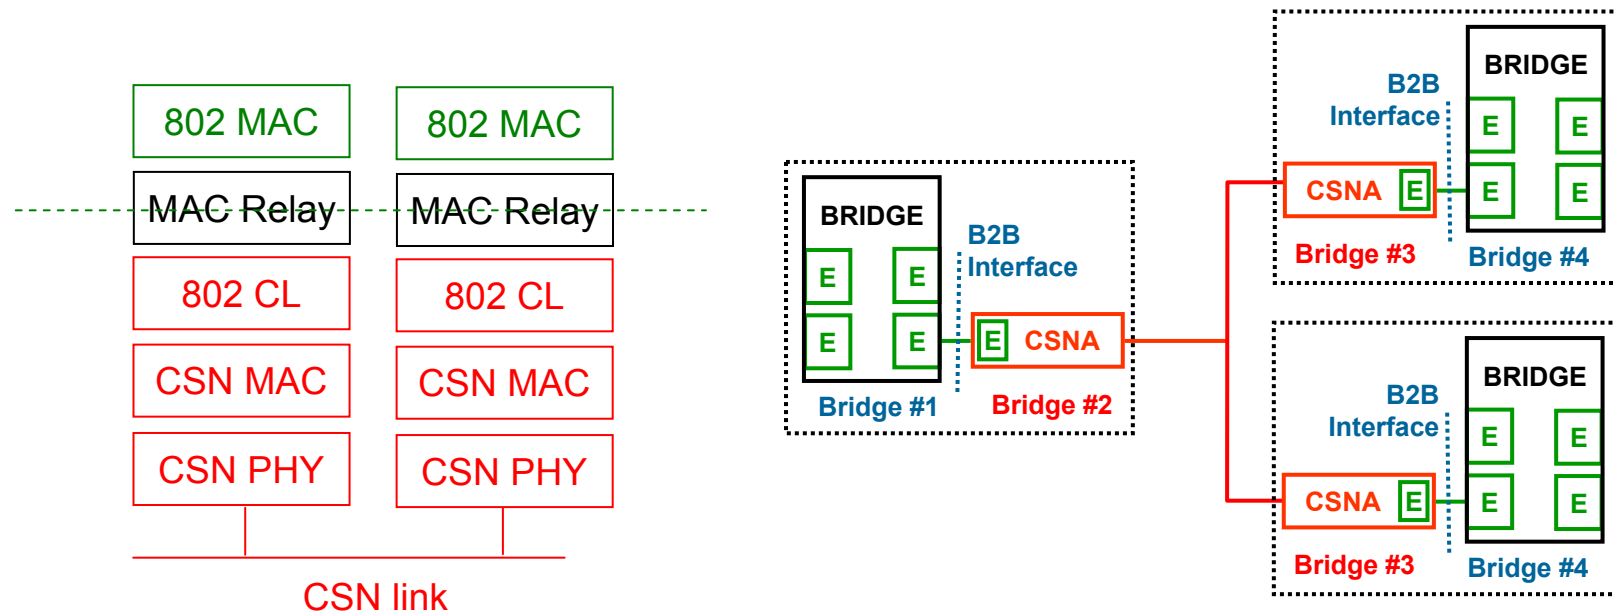 802 MAC
802 MAC
MAC Relay
MAC Relay
802 CL
802 CL
CSN MAC
CSN MAC
CSN PHY
CSN PHY
CSN link
BRIDGE
E
E
E
E
B2B
Interface
E
CSNA
Bridge #1
Bridge #2
B2B
Interface
BRIDGE
E
E
CSNA
E
E
E
Bridge #3
Bridge #4
B2B
Interface
BRIDGE
E
E
CSNA
E
E
E
Bridge #3
Bridge #4